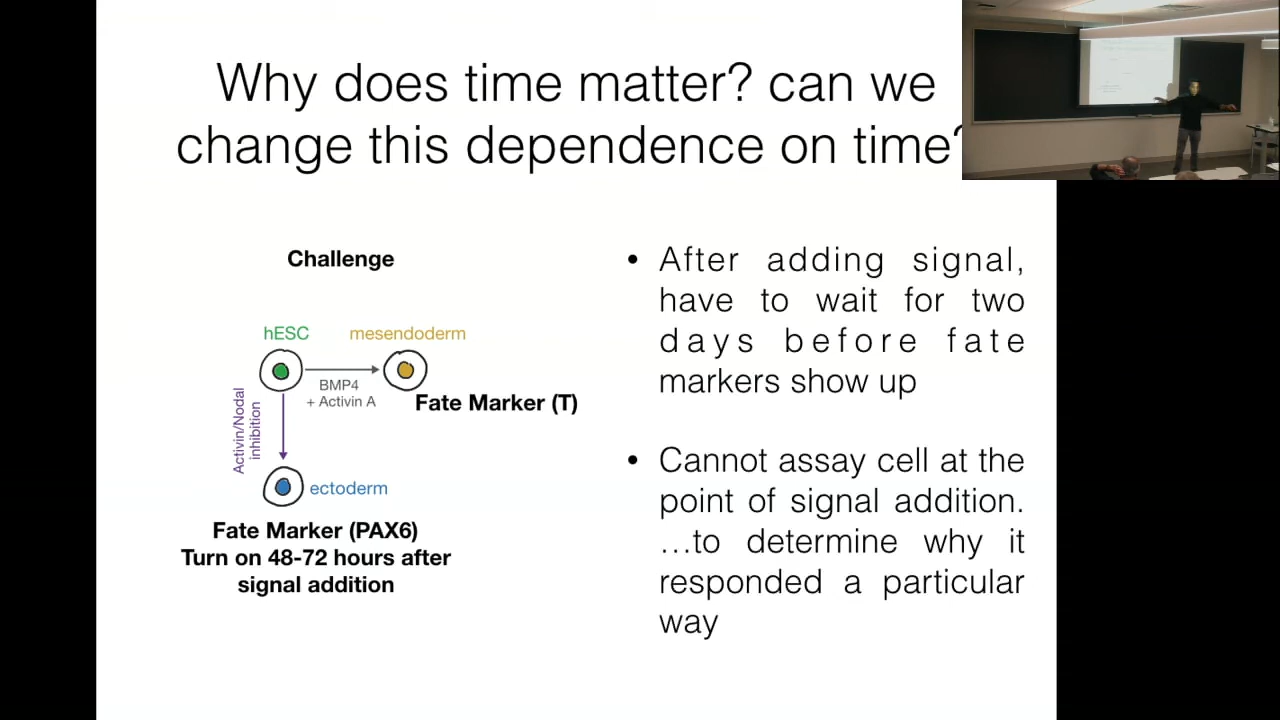 Why does time matter? can we
change this dependence on time?
Challenge
hESC
mesendoderm
BMP4
+ Activin A
Fate Marker (T)
Activin/Nodal
inhibition
ectoderm
Fate Marker (PAX6)
Turn on 48-72 hours after
signal addition
• After adding signal,
have to wait for two
days before fate
markers show up
• Cannot assay cell at the
point of signal addition.
…to determine why it
responded a particular
way